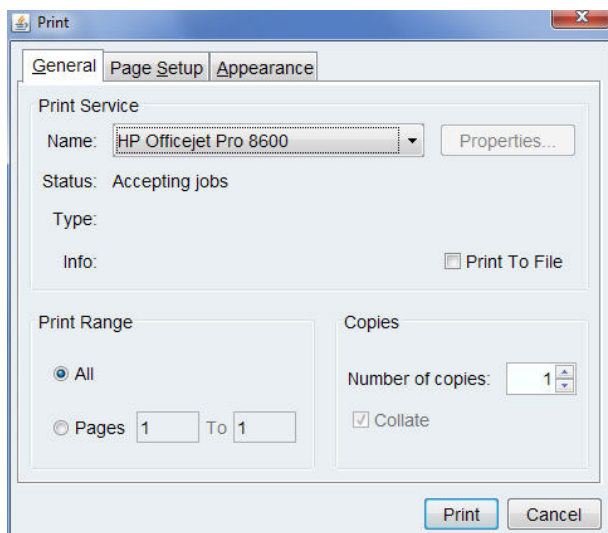 Print
General Page Setup Appearance
Print Service
Name: HP Officejet Pro 8600 Properties...
Status: Accepting jobs
Type:
Info: Print To File
Print Range Copies
All Number of copies: 1
Pages 1 To 1 Collate
Print Cancel